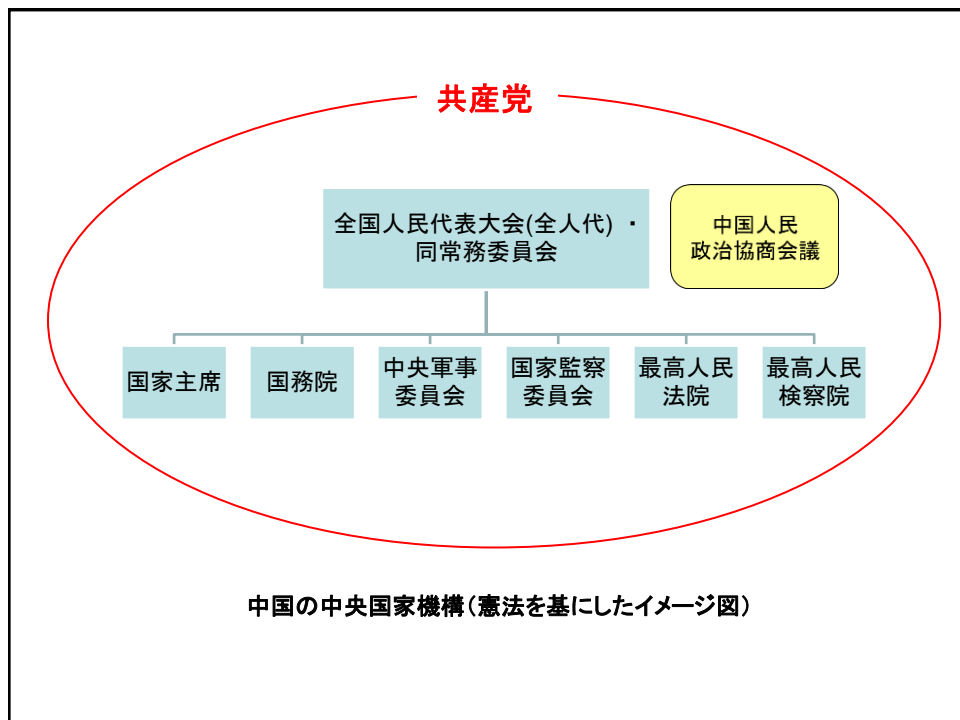 共産党
全国人民代表大会(全人代) ・
同常務委員会
中国人民
政治協商会議
国家主席
国務院
中央軍事
委員会
国家監察
委員会
最高人民
法院
最高人民
検察院
中国の中央国家機構(憲法を基にしたイメージ図)